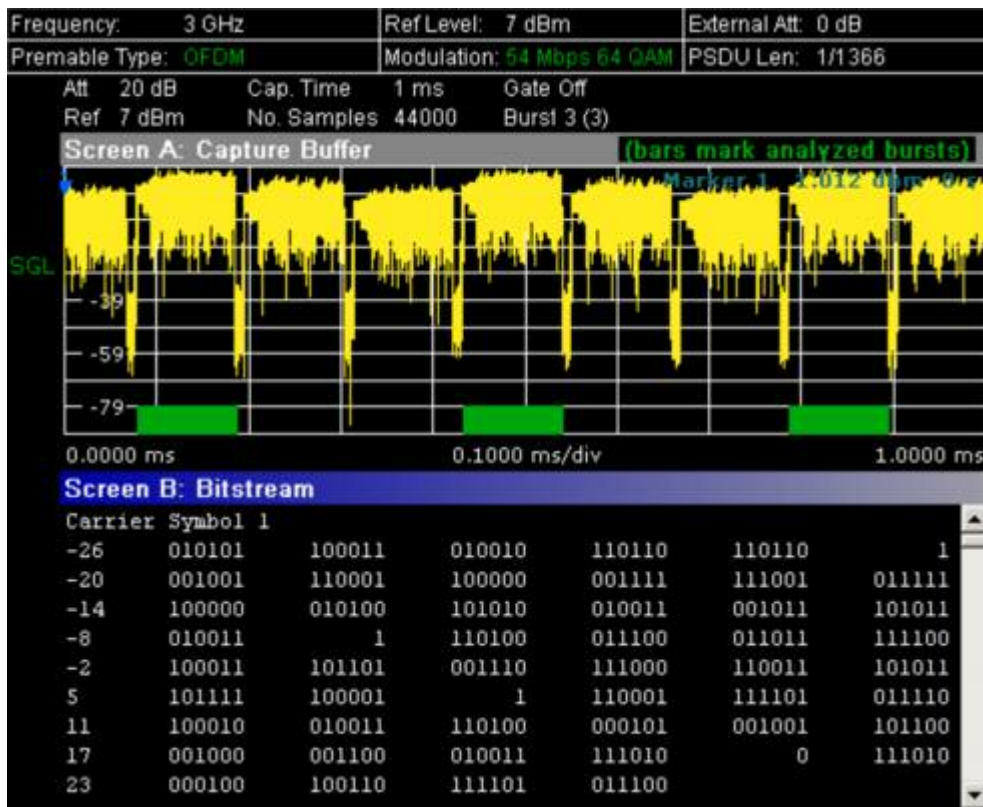 Frequency: 3 GHz Ref Level: 7 dBm External Att: 0 dB
Premable Type: OFDM Modulation: 54 Mbps 64 QAM PSDU Len: 1/1366
Att 20 dB Cap. Time 1 ms Gate Off
Ref 7 dBm No. Samples 44000 Burst 3 (3)
Screen A: Capture Buffer (bars mark analyzed bursts)
Marker 1 1.012 dBm 0 s
SGL
-39
-59
-79
0.0000 ms 0.1000 ms/div 1.0000 ms
Screen B: Bitstream
Carrier Symbol 1
-26 010101 100011 010010 110110 110110 1
-20 001001 110001 100000 001111 111001 011111
-14 100000 010100 101010 010011 001011 101011
-8 010011 1 110100 011100 011011 111100
-2 100011 101101 001110 111000 110011 101011
5 101111 100001 1 110001 111101 011110
11 100010 010011 110100 000101 001001 101100
17 001000 001100 010011 111010 0 111010
23 000100 100110 111101 011100